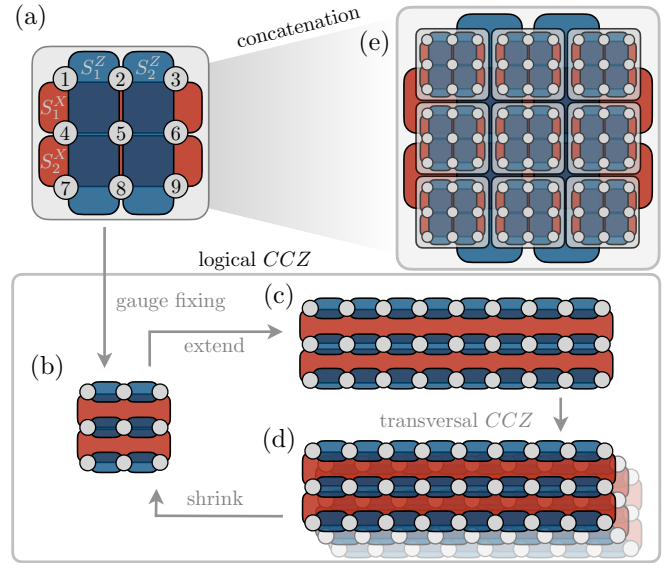 (a)
concatenation
(e)
1 2 3
S_1^Z S_2^Z
S_1^X
4 5 6
S_2^X
7 8 9
logical CCZ
gauge fixing
(c)
extend
(b)
transversal CCZ
(d)
shrink